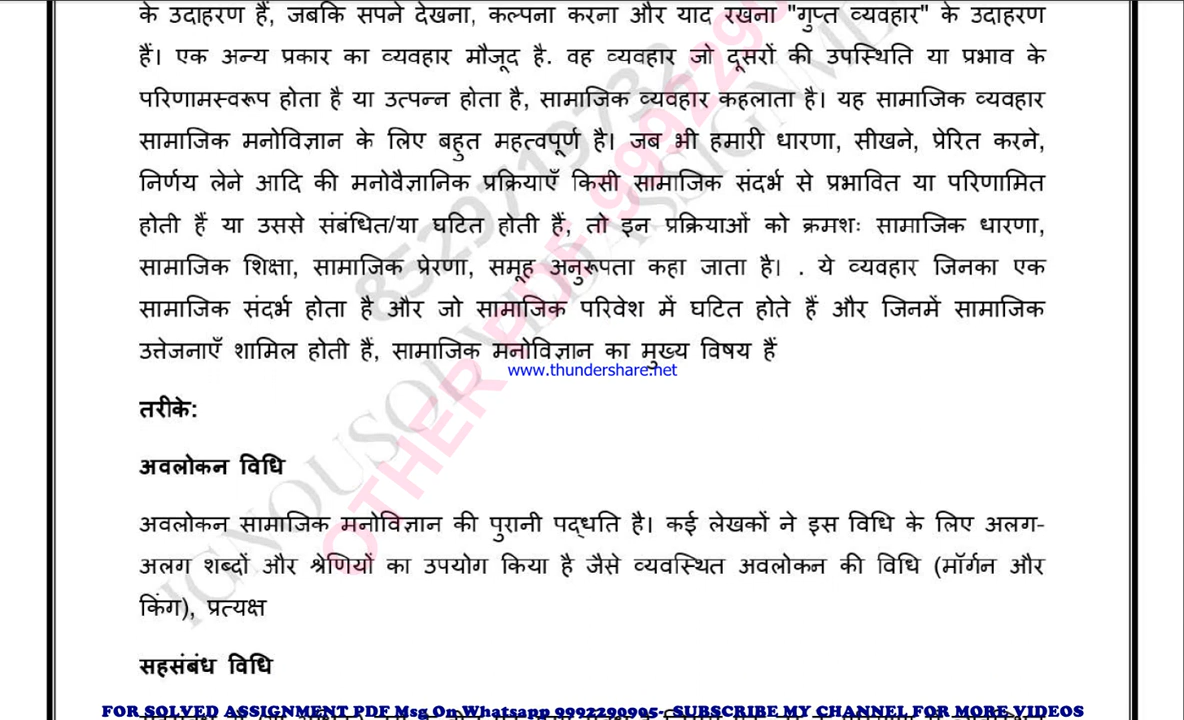 के उदाहरण हैं, जबकि सपने देखना, कल्पना करना और याद रखना "गुप्त व्यवहार" के उदाहरण
हैं। एक अन्य प्रकार का व्यवहार मौजूद है. वह व्यवहार जो दूसरों की उपस्थिति या प्रभाव के
परिणामस्वरूप होता है या उत्पन्न होता है, सामाजिक व्यवहार कहलाता है। यह सामाजिक व्यवहार
सामाजिक मनोविज्ञान के लिए बहुत महत्वपूर्ण है। जब भी हमारी धारणा, सीखने, प्रेरित करने,
निर्णय लेने आदि की मनोवैज्ञानिक प्रक्रियाएँ किसी सामाजिक संदर्भ से प्रभावित या परिणामित
होती हैं या उससे संबंधित/या घटित होती हैं, तो इन प्रक्रियाओं को क्रमशः सामाजिक धारणा,
सामाजिक शिक्षा, सामाजिक प्रेरणा, समूह अनुरूपता कहा जाता है। . ये व्यवहार जिनका एक
सामाजिक संदर्भ होता है और जो सामाजिक परिवेश में घटित होते हैं और जिनमें सामाजिक
उत्तेजनाएँ शामिल होती हैं, सामाजिक मनोविज्ञान का मुख्य विषय हैं
www.thundershare.net
तरीके:
अवलोकन विधि
अवलोकन सामाजिक मनोविज्ञान की पुरानी पद्धति है। कई लेखकों ने इस विधि के लिए अलग-
अलग शब्दों और श्रेणियों का उपयोग किया है जैसे व्यवस्थित अवलोकन की विधि (मॉर्गन और
किंग), प्रत्यक्ष
सहसंबंध विधि
FOR SOLVED ASSIGNMENT PDF Msg On Whatsapp 9992290905- SUBSCRIBE MY CHANNEL FOR MORE VIDEOS
8529719732
OTHER PDF 999229